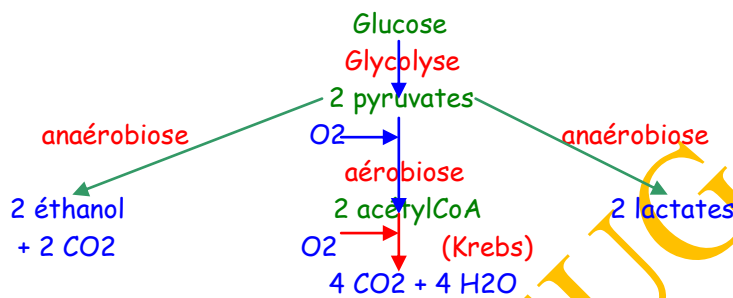 Glucose
Glycolyse
2 pyruvates
anaérobiose
O2
anaérobiose
aérobiose
2 éthanol
+ 2 CO2
2 acétylCoA
2 lactates
O2
(Krebs)
4 CO2 + 4 H2O